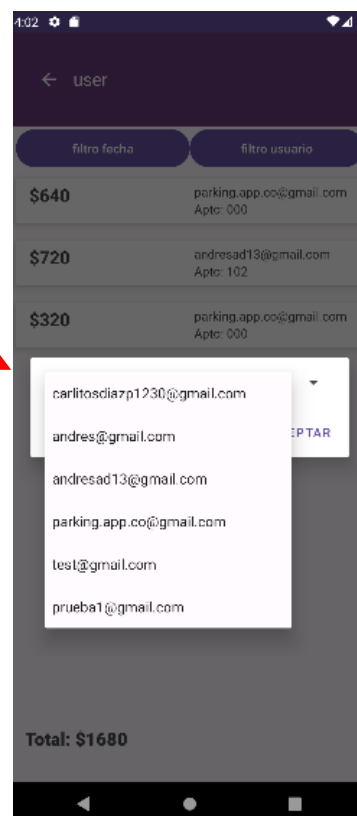 4:02
user
filtro fecha
filtro usuario
$640
parking.app.co@gmail.com
Apto: 000
$720
andresad13@gmail.com
Apto: 102
$320
parking.app.co@gmail.com
Apto: 000
carlitosdiazp1230@gmail.com
andres@gmail.com
EPTAR
andresad13@gmail.com
parking.app.co@gmail.com
test@gmail.com
prueba1@gmail.com
Total: $1680